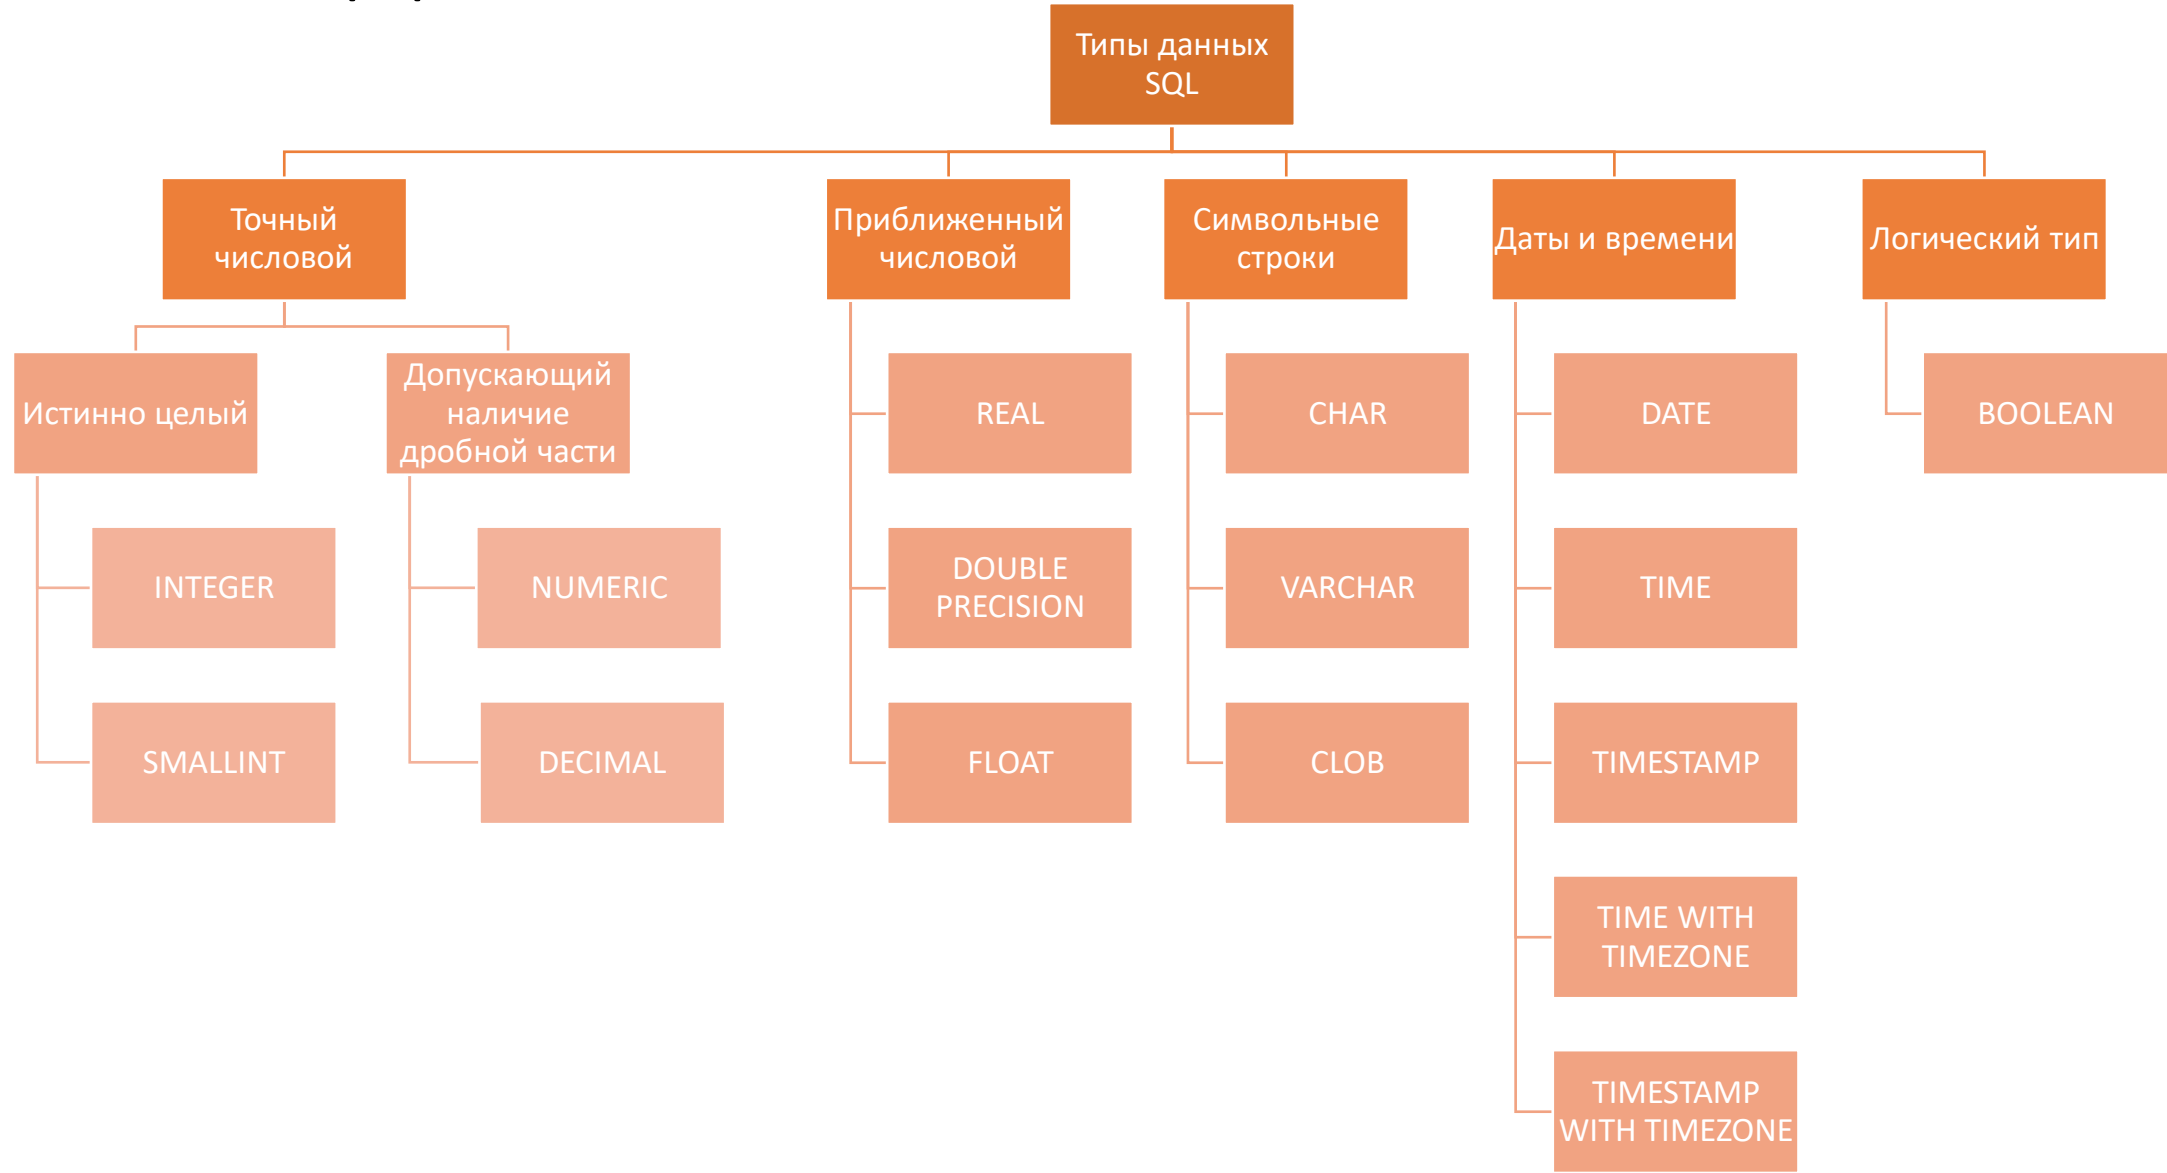 Типы данных
SQL
Точный
числовой
Приближенный
числовой
Символьные
строки
Даты и времени
Логический тип
Истинно целый
Допускающий
наличие
дробной части
REAL
CHAR
DATE
BOOLEAN
INTEGER
NUMERIC
DOUBLE
PRECISION
VARCHAR
TIME
SMALLINT
DECIMAL
FLOAT
CLOB
TIMESTAMP
TIME WITH
TIMEZONE
TIMESTAMP
WITH TIMEZONE